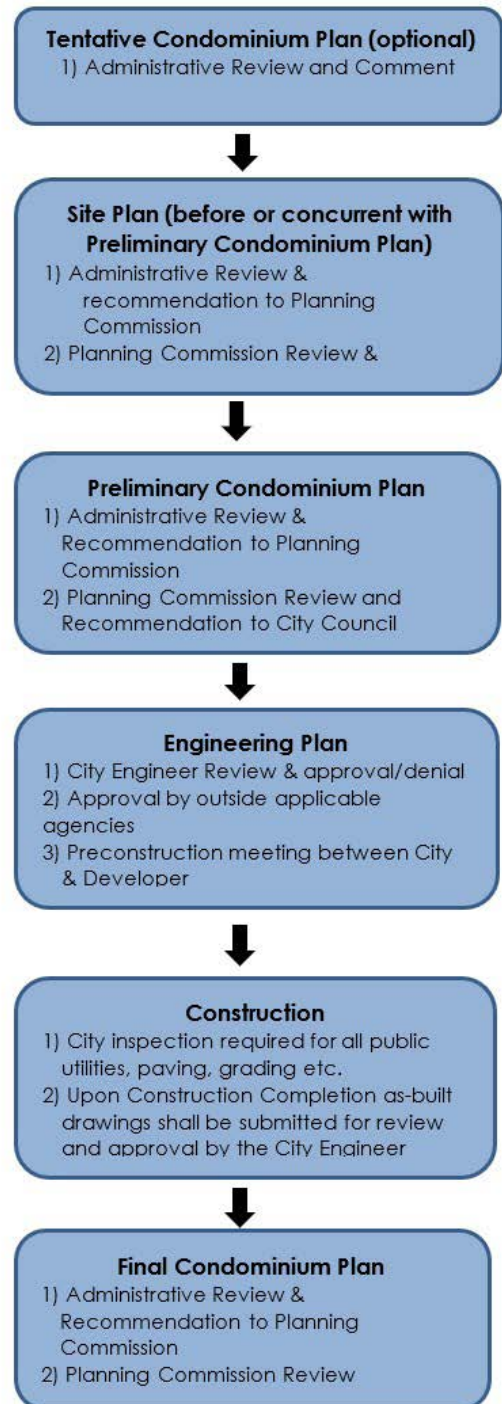 Tentative Condominium Plan (optional)
1) Administrative Review and Comment
Site Plan (before or concurrent with
Preliminary Condominium Plan)
1) Administrative Review &
recommendation to Planning
Commission
2) Planning Commission Review &
Preliminary Condominium Plan
1) Administrative Review &
Recommendation to Planning
Commission
2) Planning Commission Review and
Recommendation to City Council
Engineering Plan
1) City Engineer Review & approval/denial
2) Approval by outside applicable
agencies
3) Preconstruction meeting between City
& Developer
Construction
1) City inspection required for all public
utilities, paving, grading etc.
2) Upon Construction Completion as-built
drawings shall be submitted for review
and approval by the City Engineer
Final Condominium Plan
1) Administrative Review &
Recommendation to Planning
Commission
2) Planning Commission Review